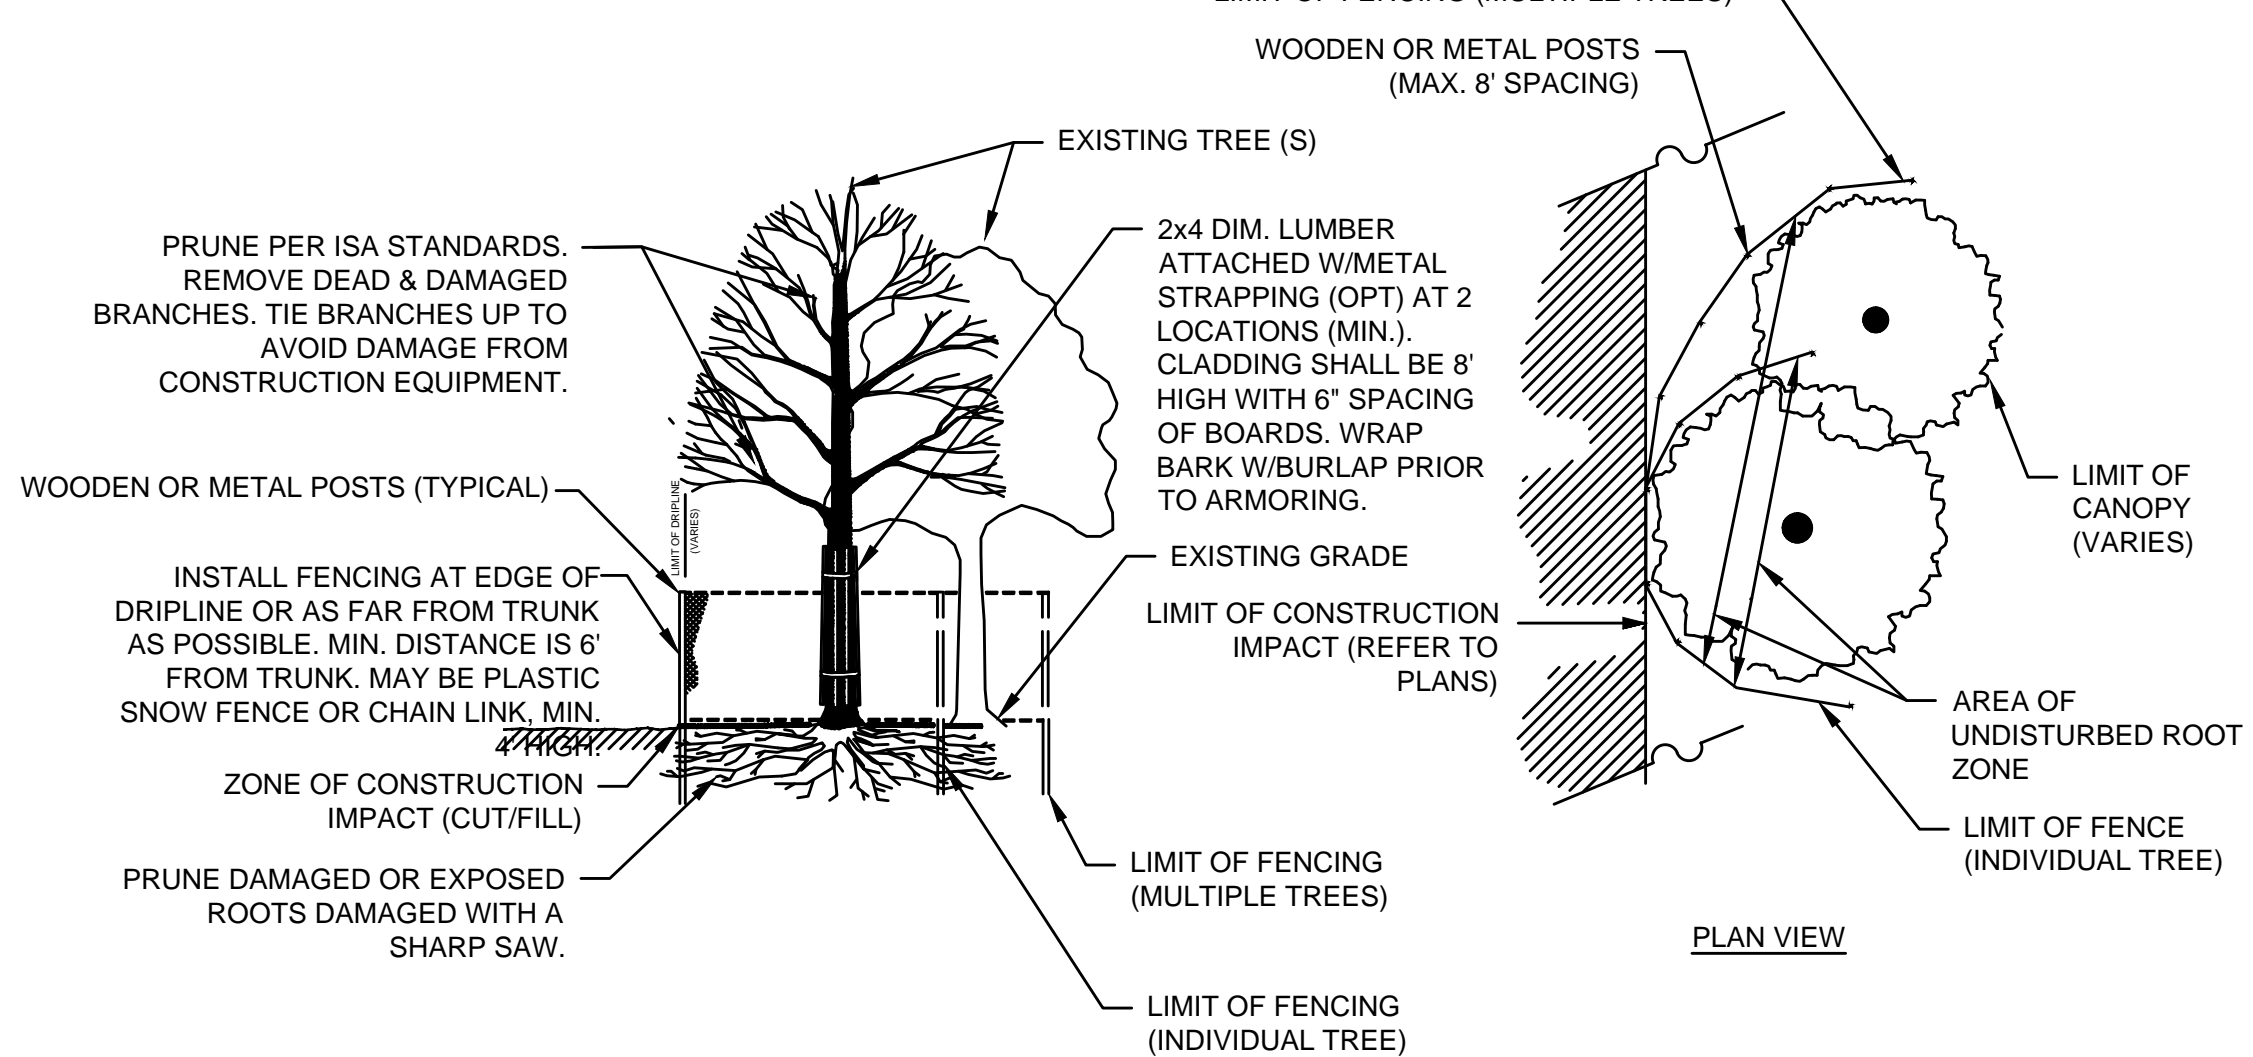 LIMIT OF FENCING (MULTIPLE TREES)
WOODEN OR METAL POSTS
(MAX. 8' SPACING)
EXISTING TREE (S)
PRUNE PER ISA STANDARDS.
REMOVE DEAD & DAMAGED
BRANCHES. TIE BRANCHES UP TO
AVOID DAMAGE FROM
CONSTRUCTION EQUIPMENT.
2x4 DIM. LUMBER
ATTACHED W/METAL
STRAPPING (OPT) AT 2
LOCATIONS (MIN.).
CLADDING SHALL BE 8'
HIGH WITH 6" SPACING
OF BOARDS. WRAP
BARK W/BURLAP PRIOR
TO ARMORING.
WOODEN OR METAL POSTS (TYPICAL)
LIMIT OF DRIPLINE
(VARIES)
INSTALL FENCING AT EDGE OF
DRIPLINE OR AS FAR FROM TRUNK
AS POSSIBLE. MIN. DISTANCE IS 6'
FROM TRUNK. MAY BE PLASTIC
SNOW FENCE OR CHAIN LINK, MIN.
4' HIGH.
EXISTING GRADE
LIMIT OF CONSTRUCTION
IMPACT (REFER TO
PLANS)
LIMIT OF
CANOPY
(VARIES)
AREA OF
UNDISTURBED ROOT
ZONE
ZONE OF CONSTRUCTION
IMPACT (CUT/FILL)
LIMIT OF FENCE
(INDIVIDUAL TREE)
PRUNE DAMAGED OR EXPOSED
ROOTS DAMAGED WITH A
SHARP SAW.
LIMIT OF FENCING
(MULTIPLE TREES)
PLAN VIEW
LIMIT OF FENCING
(INDIVIDUAL TREE)